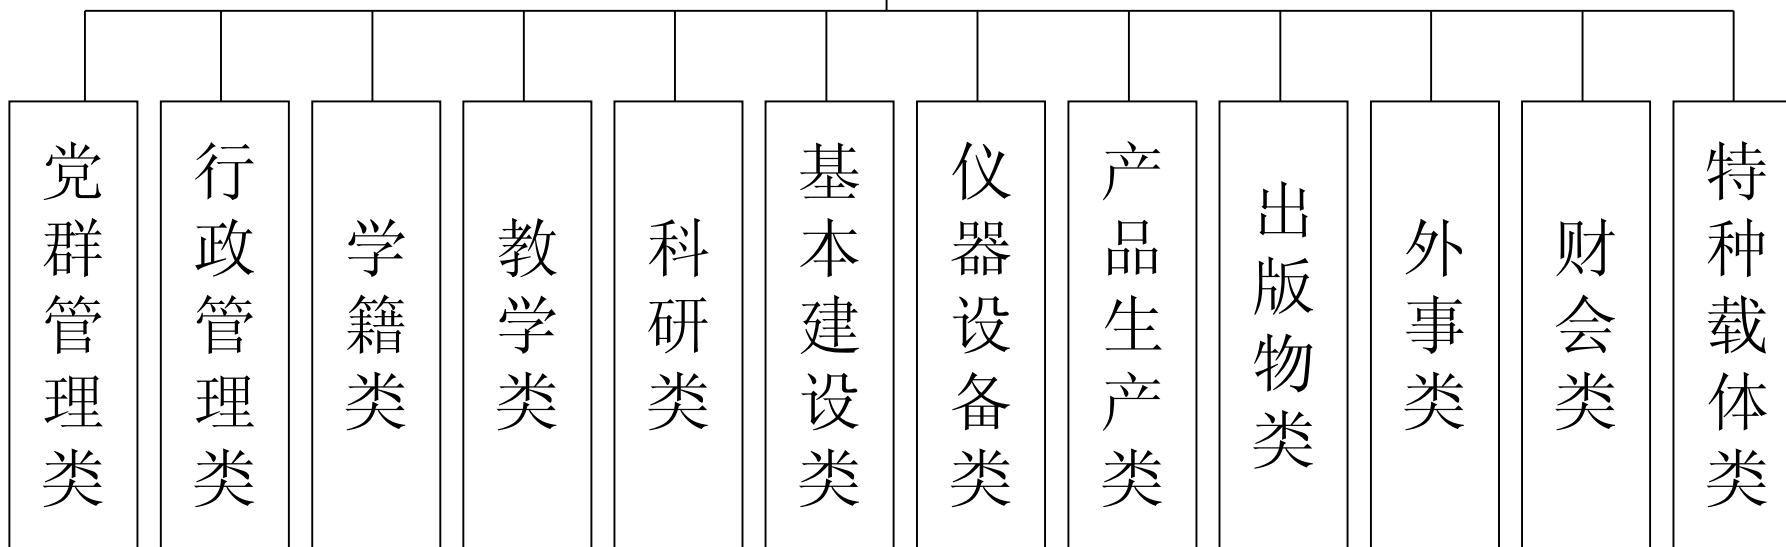 党群管理类
行政管理类
学籍类
教学类
科研类
基本建设类
仪器设备类
产品生产类
出版物类
外事类
财会类
特种载体类